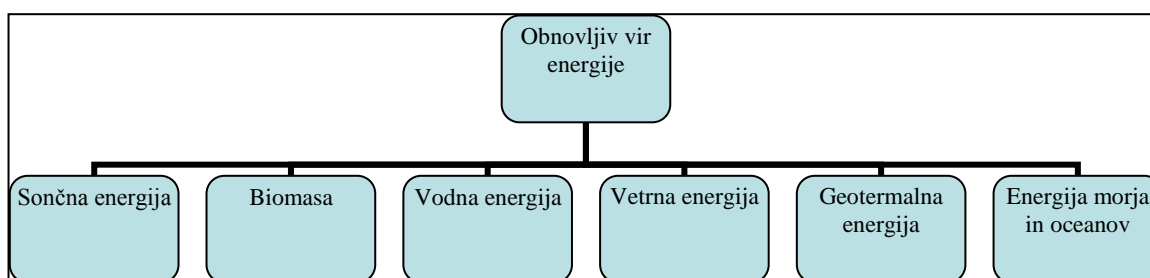 Obnovljiv vir
energije
Sončna energija
Biomasa
Vodna energija
Vetrna energija
Geotermalna
energija
Energija morja
in oceanov